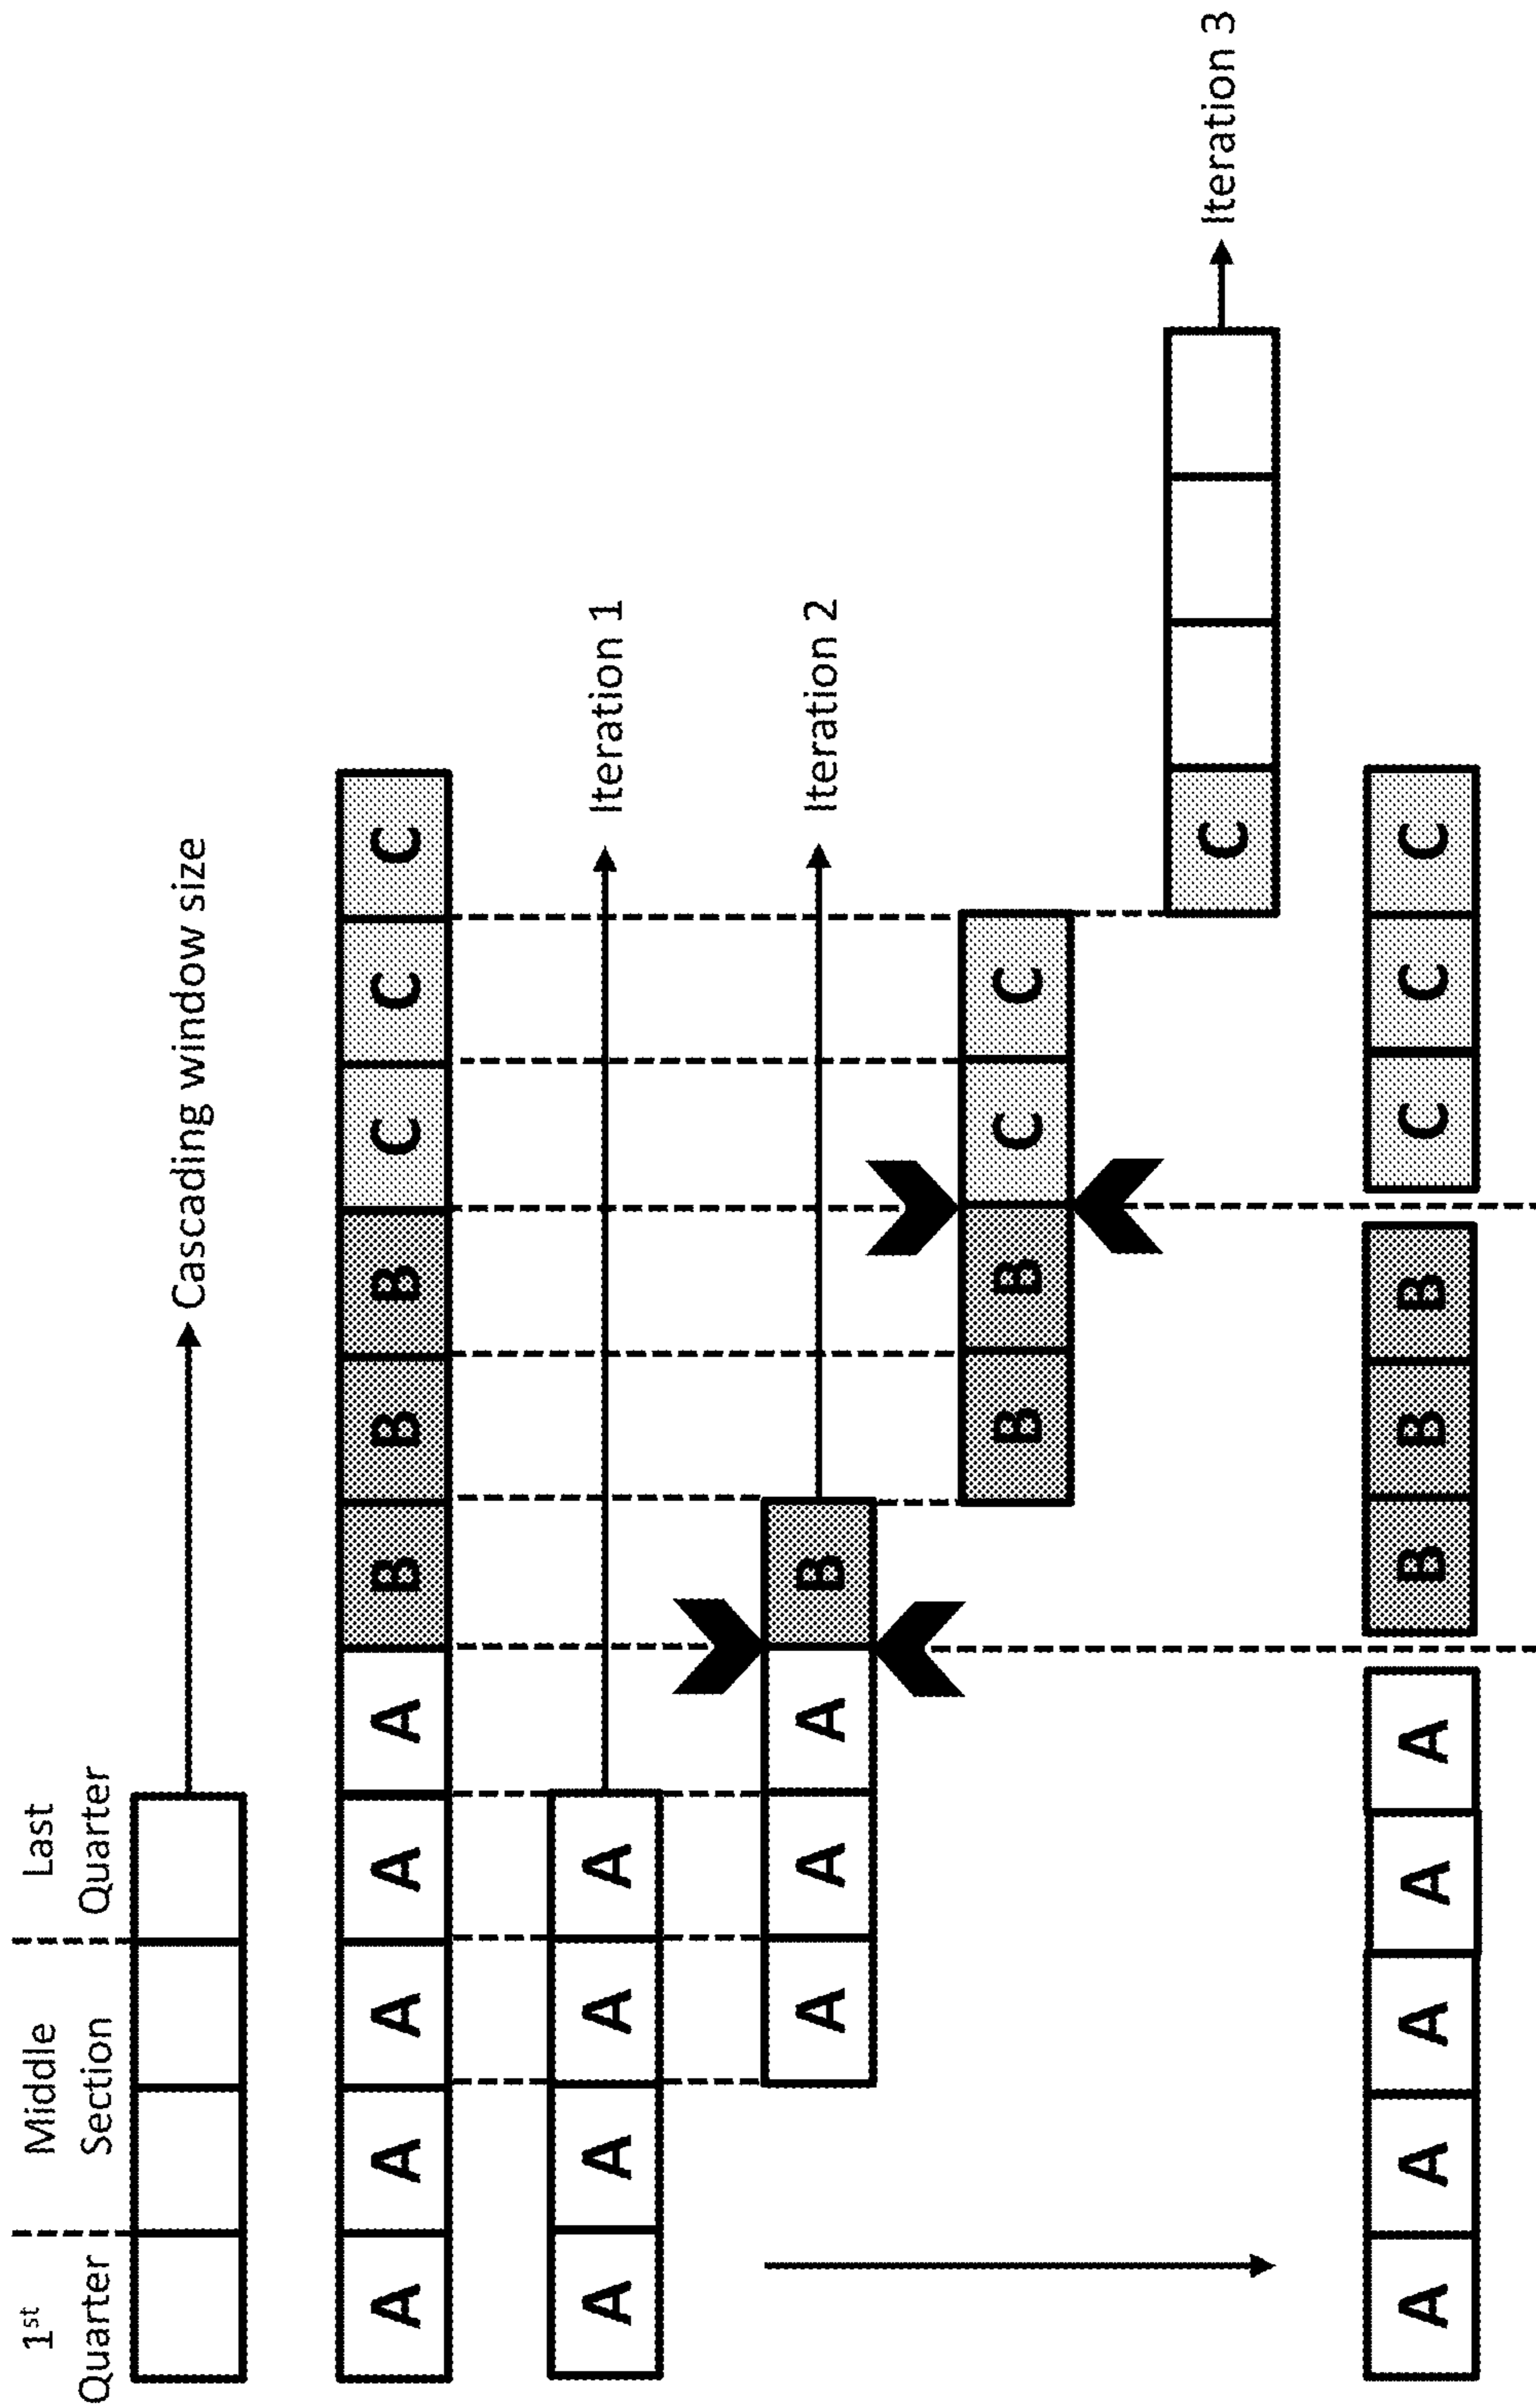 1st Quarter
Middle Section
Last Quarter
Cascading window size
A A A A A B B B C C C
A A A A
Iteration 1
A A A B
Iteration 2
B B C C
C
Iteration 3
A A A A A B B B C C C